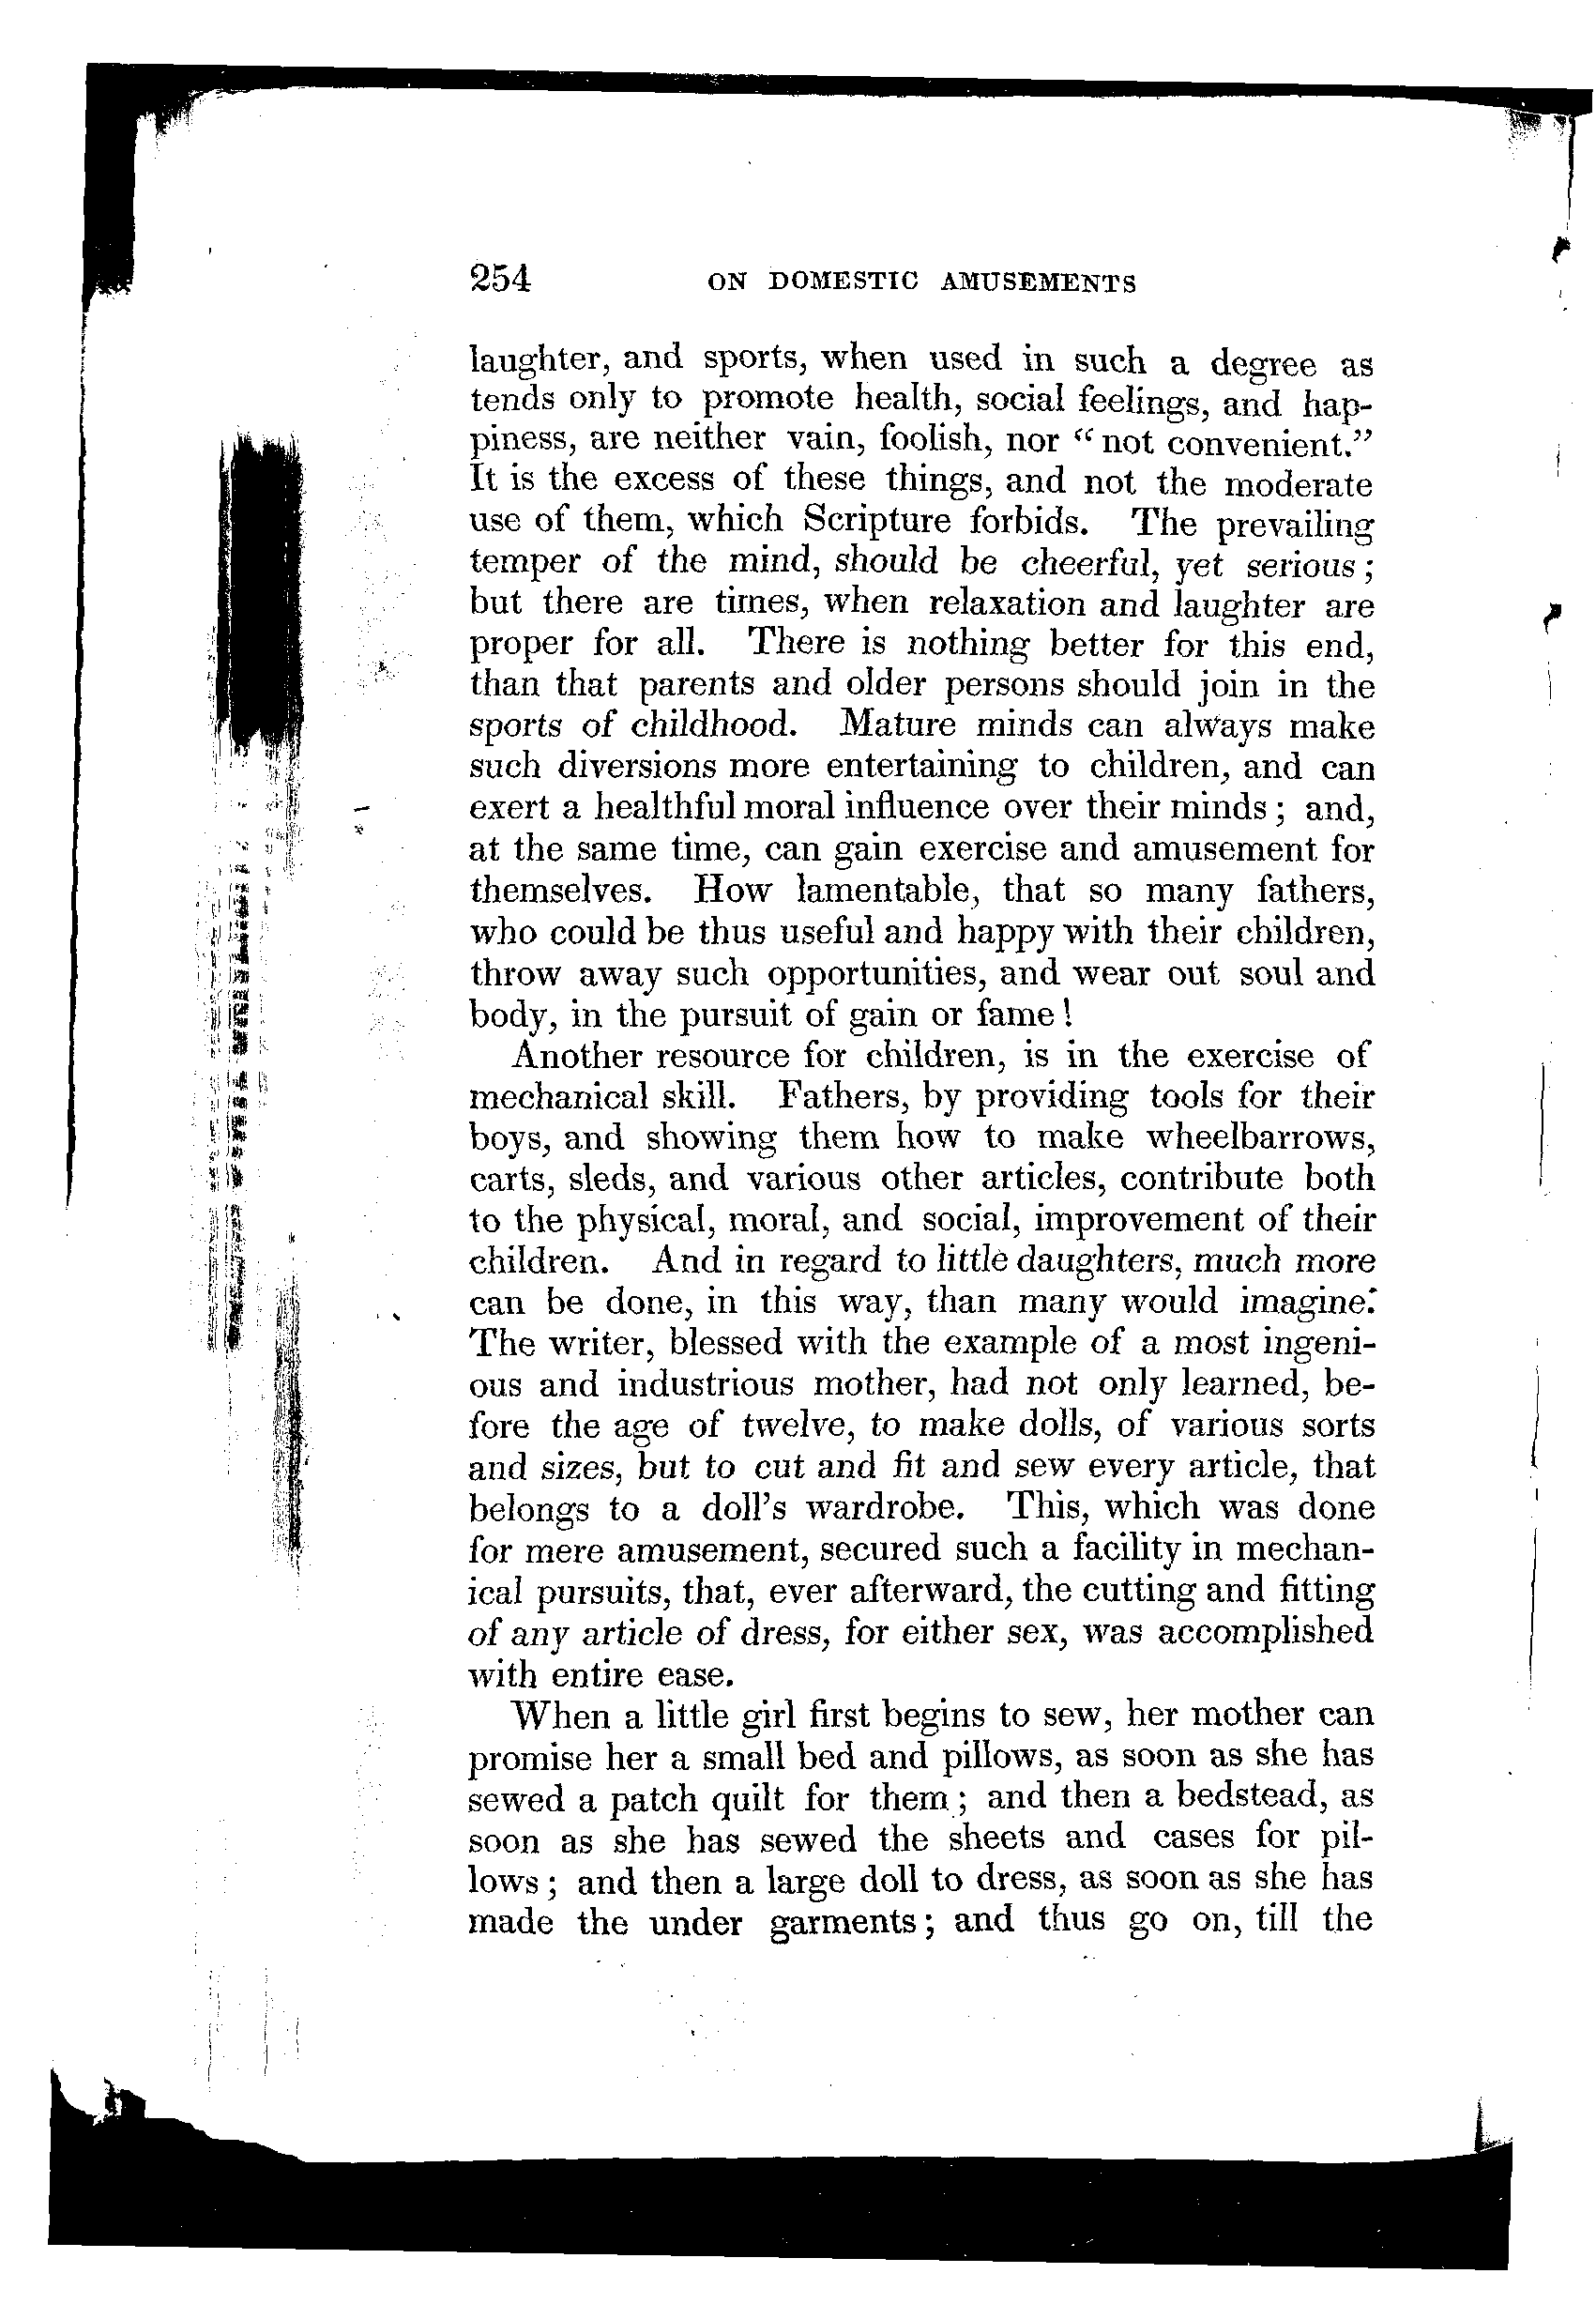 254 ON DOMESTIC AMUSEMENTS
laughter, and sports, when used in such a degree as
tends only to promote health, social feelings, and hap-
piness, are neither vain, foolish, nor “not convenient.”
It is the excess of these things, and not the moderate
use of them, which Scripture forbids. The prevailing
temper of the mind, should be cheerful, yet serious;
but there are times, when relaxation and laughter are
proper for all. There is nothing better for this end,
than that parents and older persons should join in the
sports of childhood. Mature minds can always make
such diversions more entertaining to children, and can
exert a healthful moral influence over their minds; and,
at the same time, can gain exercise and amusement for
themselves. How lamentable, that so many fathers,
who could be thus useful and happy with their children,
throw away such opportunities, and wear out soul and
body, in the pursuit of gain or fame!
Another resource for children, is in the exercise of
mechanical skill. Fathers, by providing tools for their
boys, and showing them how to make wheelbarrows,
carts, sleds, and various other articles, contribute both
to the physical, moral, and social, improvement of their
children. And in regard to little daughters, much more
can be done, in this way, than many would imagine.
The writer, blessed with the example of a most ingeni-
ous and industrious mother, had not only learned, be-
fore the age of twelve, to make dolls, of various sorts
and sizes, but to cut and fit and sew every article, that
belongs to a doll's wardrobe. This, which was done
for mere amusement, secured such a facility in mechan-
ical pursuits, that, ever afterward, the cutting and fitting
of any article of dress, for either sex, was accomplished
with entire ease.
When a little girl first begins to sew, her mother can
promise her a small bed and pillows, as soon as she has
sewed a patch quilt for them; and then a bedstead, as
soon as she has sewed the sheets and cases for pil-
lows; and then a large doll to dress, as soon as she has
made the under garments; and thus go on, till the